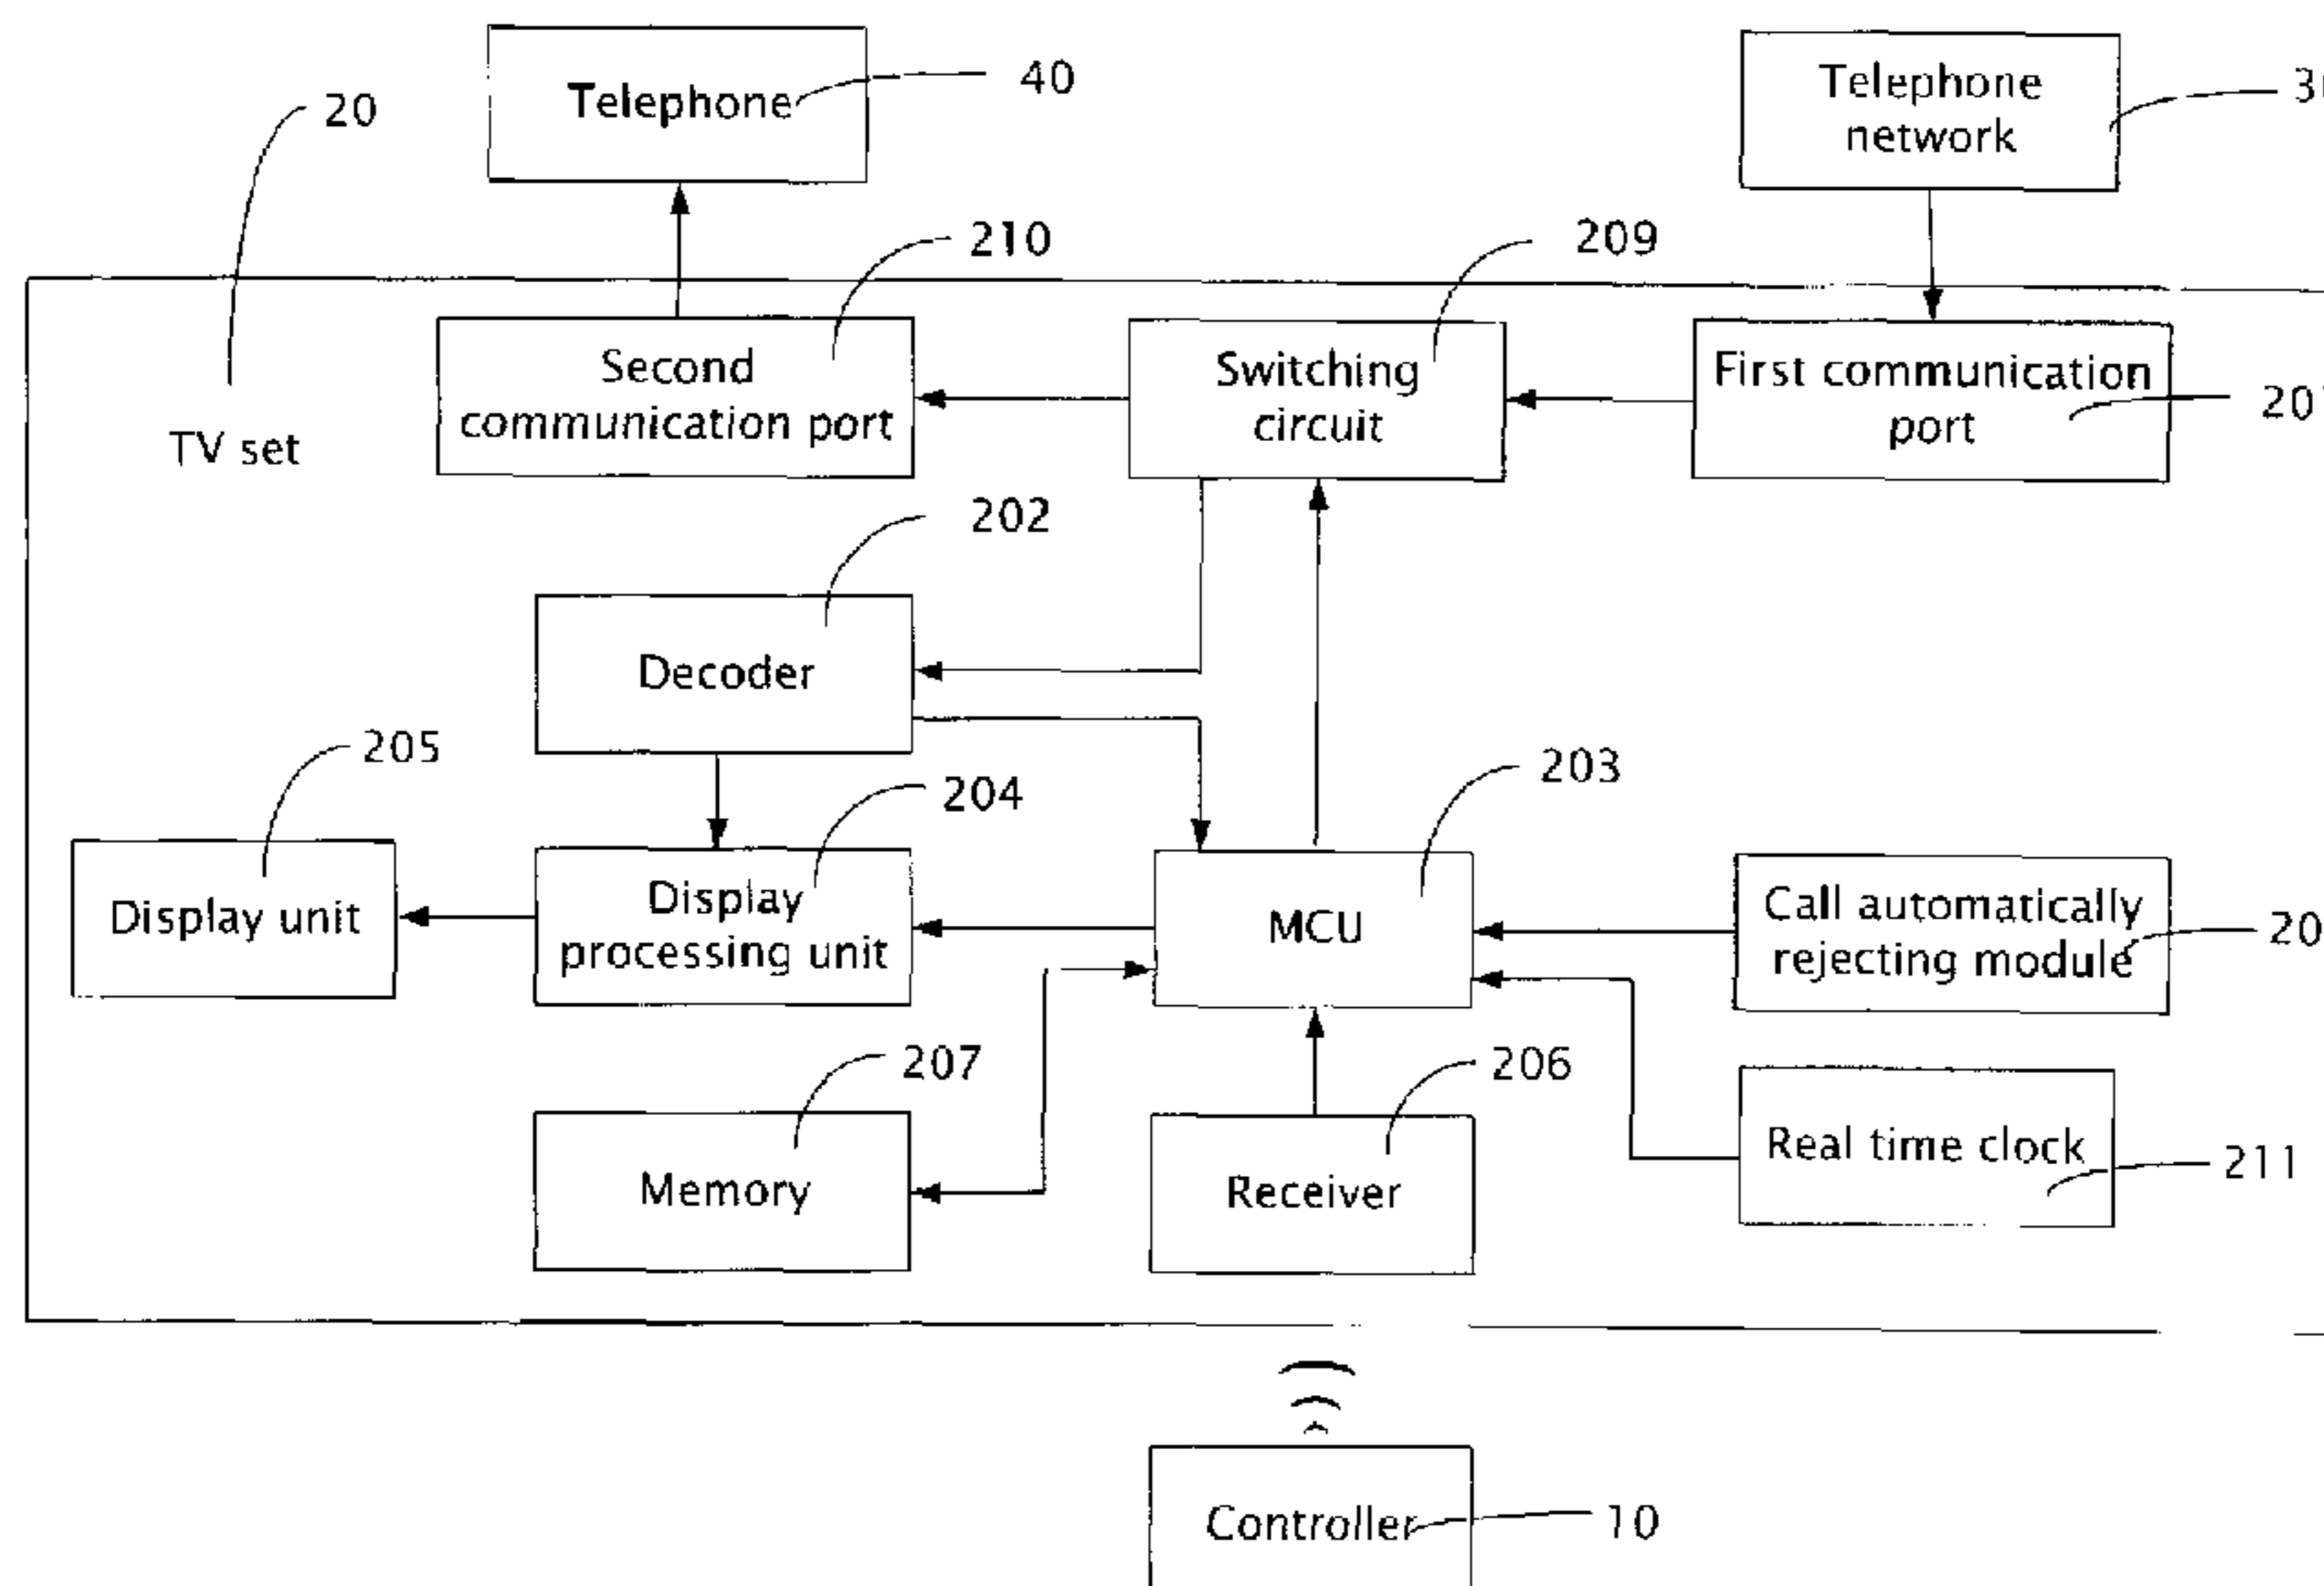 Telephone
40
Telephone
network
20
210
209
Second
communication port
Switching
circuit
First communication
port
TV set
202
Decoder
205
204
203
Display unit
Display
processing unit
MCU
Call automatically
rejecting module
207
206
Memory
Receiver
Real time clock
211
Controller
10